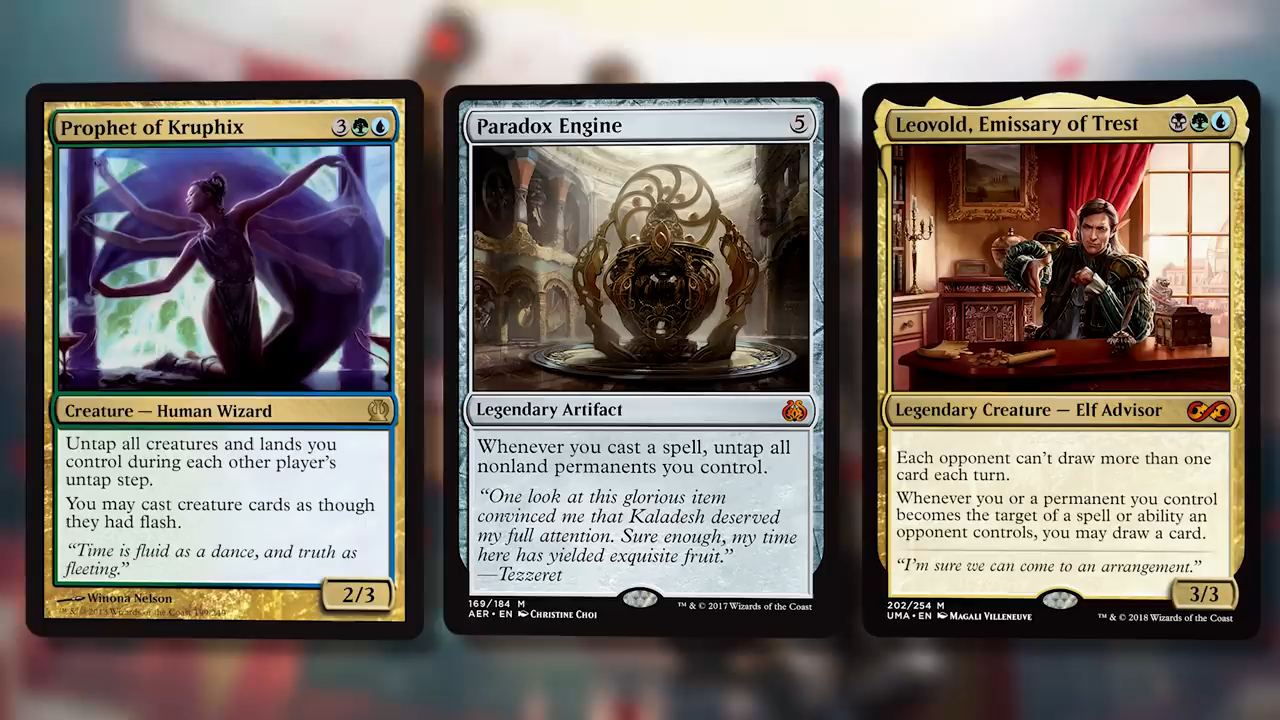 Prophet of Kruphix
3
Creature — Human Wizard
Untap all creatures and lands you
control during each other player's
untap step.
You may cast creature cards as though
they had flash.
"Time is fluid as a dance, and truth as
fleeting."
Winona Nelson
2/3
Paradox Engine
5
Legendary Artifact
Whenever you cast a spell, untap all
nonland permanents you control.
"One look at this glorious item
convinced me that Kaladesh deserved
my full attention. Sure enough, my time
here has yielded exquisite fruit."
—Tezzeret
169/184 M
AER • EN Christine Choi
™ & © 2017 Wizards of the Coast
Leovold, Emissary of Trest
Legendary Creature — Elf Advisor
Each opponent can't draw more than one
card each turn.
Whenever you or a permanent you control
becomes the target of a spell or ability an
opponent controls, you may draw a card.
"I'm sure we can come to an arrangement."
3/3
202/254 M
UMA • EN Magali Villeneuve
™ & © 2018 Wizards of the Coast